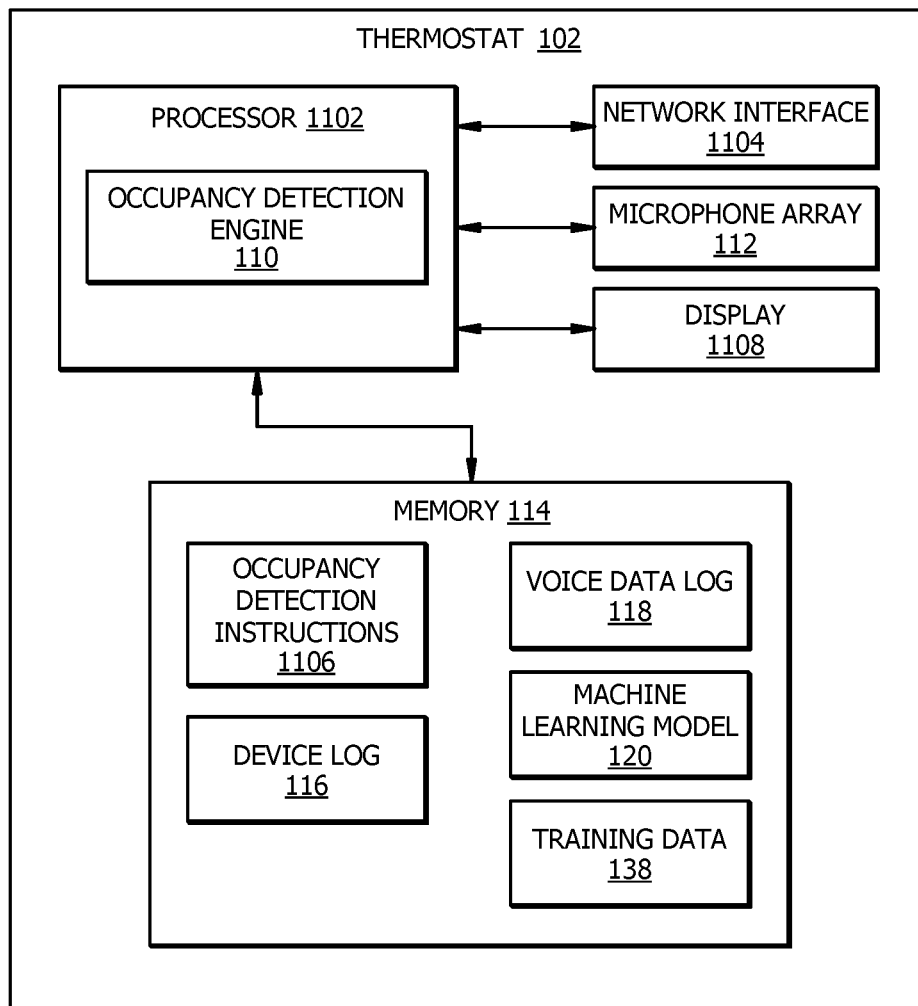 THERMOSTAT 102
PROCESSOR 1102
OCCUPANCY DETECTION
ENGINE
110
NETWORK INTERFACE
1104
MICROPHONE ARRAY
112
DISPLAY
1108
MEMORY 114
OCCUPANCY
DETECTION
INSTRUCTIONS
1106
DEVICE LOG
116
VOICE DATA LOG
118
MACHINE
LEARNING MODEL
120
TRAINING DATA
138